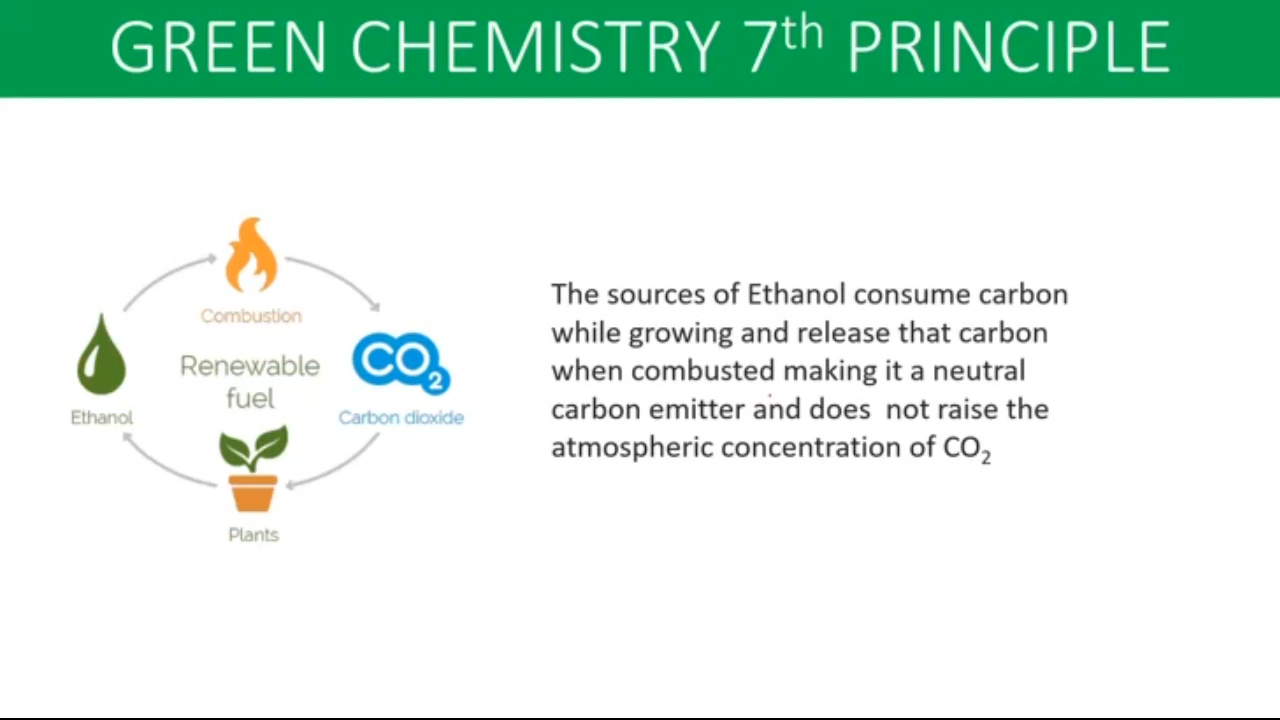 GREEN CHEMISTRY 7th PRINCIPLE
Combustion
Renewable
fuel
CO2
Ethanol
Carbon dioxide
Plants
The sources of Ethanol consume carbon
while growing and release that carbon
when combusted making it a neutral
carbon emitter and does  not raise the
atmospheric concentration of CO₂